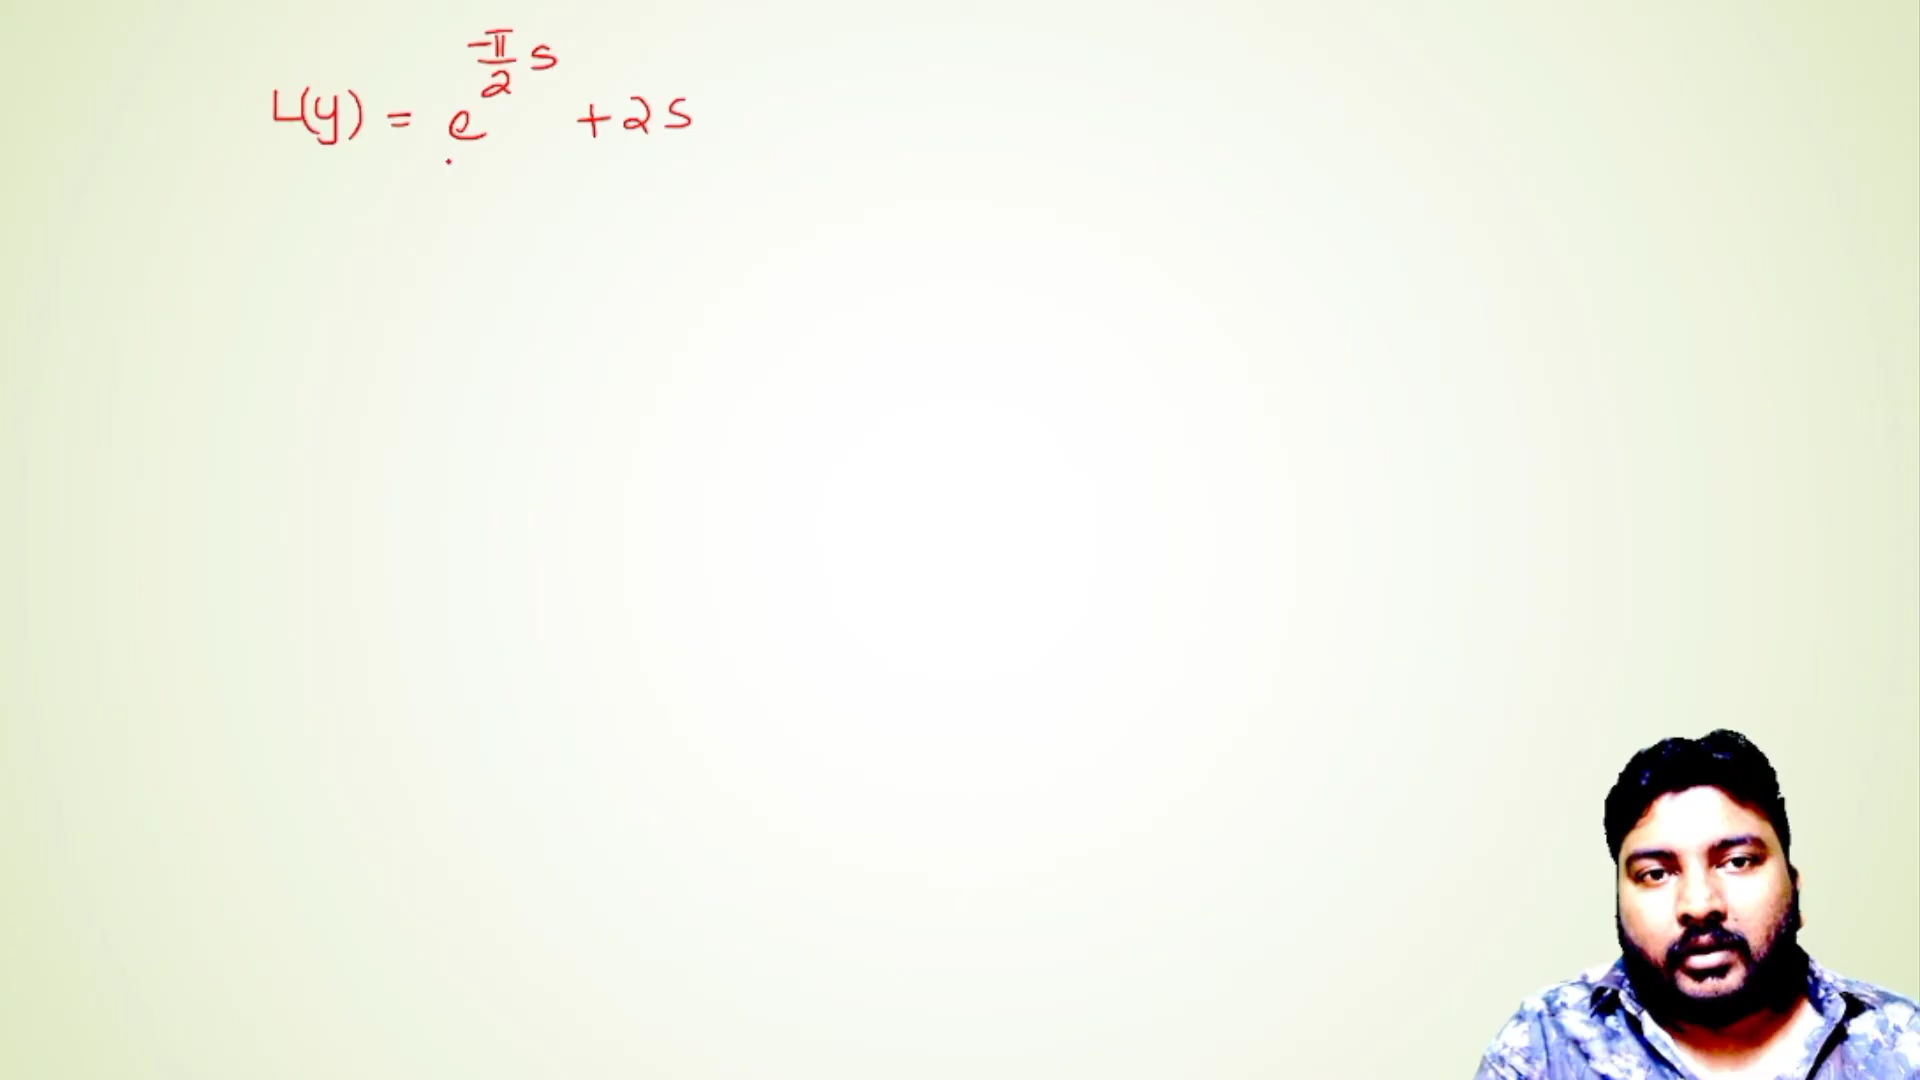 L(y) = e^{-π/2 s} + 2s